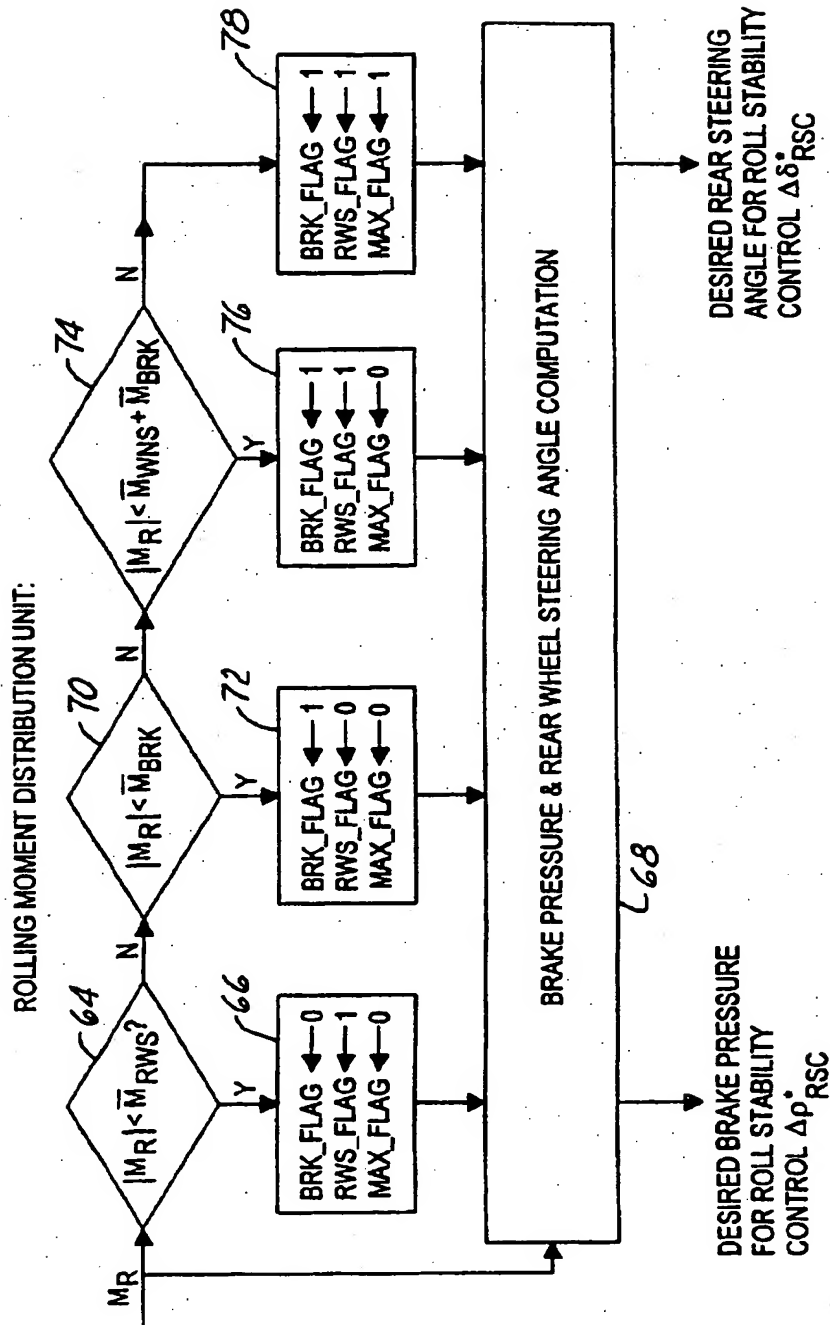 ROLLING MOMENT DISTRIBUTION UNIT:
M_R
64
|M_R|<M̅_RWS?
N
Y
66
BRK_FLAG ← 0
RWS_FLAG ← 1
MAX_FLAG ← 0
70
|M_R|<M̅_BRK
N
Y
72
BRK_FLAG ← 1
RWS_FLAG ← 0
MAX_FLAG ← 0
74
|M_R|<M̅_WNS + M̅_BRK
N
Y
76
BRK_FLAG ← 1
RWS_FLAG ← 1
MAX_FLAG ← 0
78
BRK_FLAG ← 1
RWS_FLAG ← 1
MAX_FLAG ← 1
BRAKE PRESSURE & REAR WHEEL STEERING ANGLE COMPUTATION
68
DESIRED BRAKE PRESSURE
FOR ROLL STABILITY
CONTROL Δρ*_RSC
DESIRED REAR STEERING
ANGLE FOR ROLL STABILITY
CONTROL Δδ*_RSC